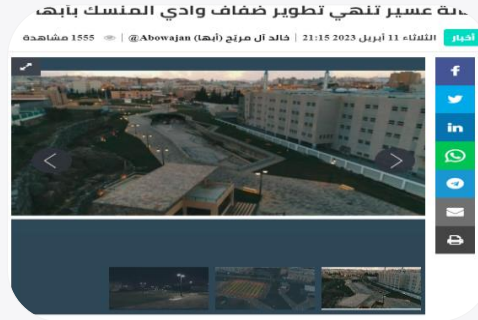 عسير تنهي تطوير ضفاف وادي المنسك بأبها
أخبار الثلاثاء 11 أبريل 2023 21:15 | خالد آل مريّح (أبها) @Abowajan | 1555 مشاهدة